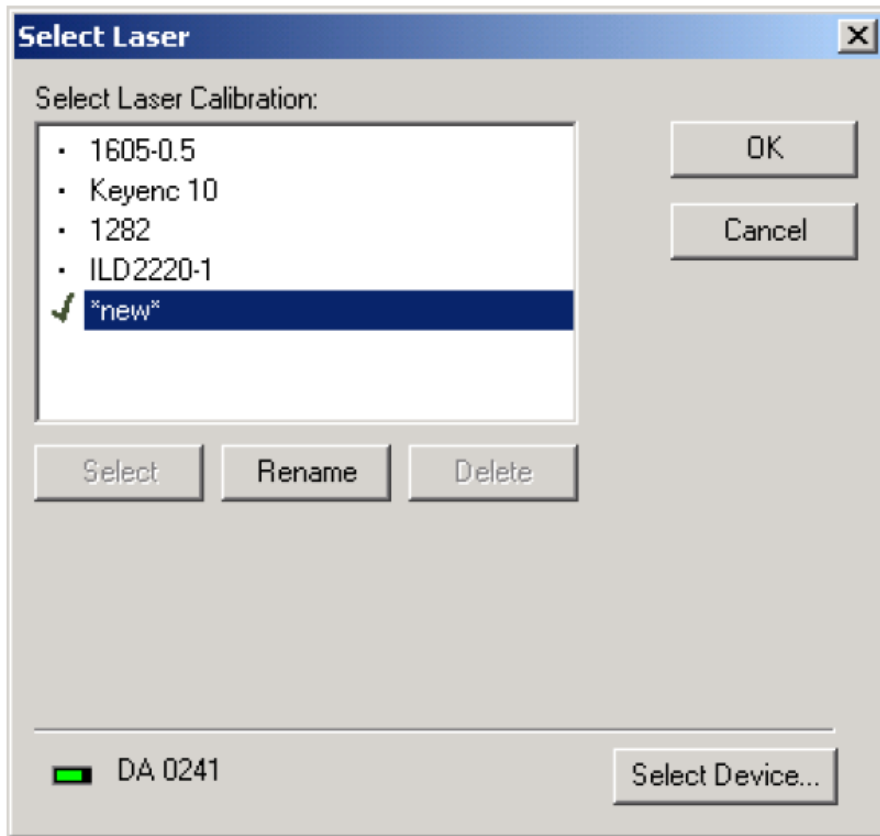 Select Laser
Select Laser Calibration:
1605-0.5
Keyenc 10
1282
ILD2220-1
*new*
OK
Cancel
Select
Rename
Delete
DA 0241
Select Device...